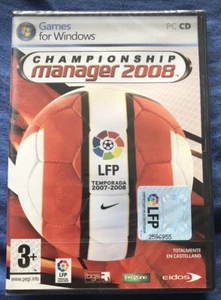 Games
for Windows
PC CD
CHAMPIONSHIP
manager 2008
LFP
TEMPORADA
2007-2008
LFP
2594955
3+
TOTALMENTE
EN CASTELLANO
www.pegi.info
eidos